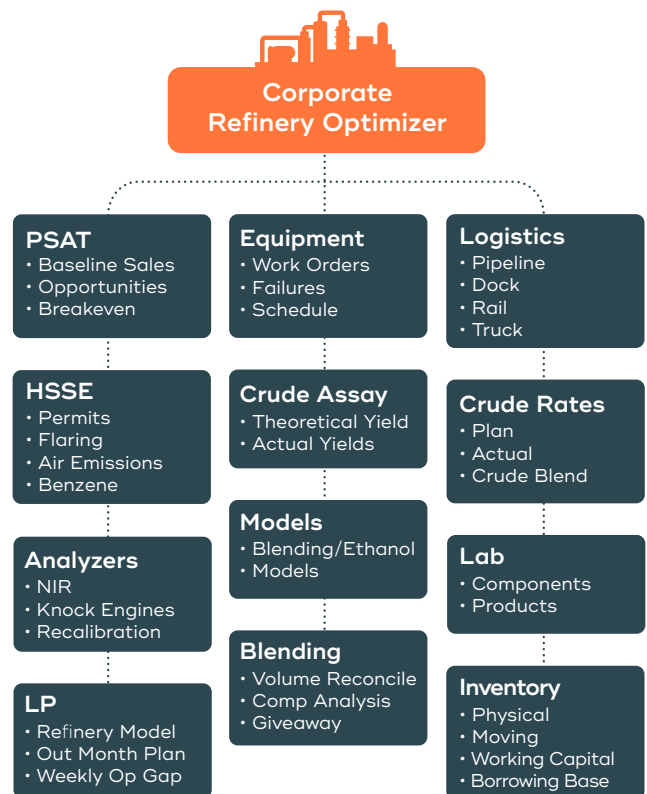 Corporate
Refinery Optimizer
PSAT
• Baseline Sales
• Opportunities
• Breakeven
HSSE
• Permits
• Flaring
• Air Emissions
• Benzene
Analyzers
• NIR
• Knock Engines
• Recalibration
LP
• Refinery Model
• Out Month Plan
• Weekly Op Gap
Equipment
• Work Orders
• Failures
• Schedule
Crude Assay
• Theoretical Yield
• Actual Yields
Models
• Blending/Ethanol
• Models
Blending
• Volume Reconcile
• Comp Analysis
• Giveaway
Logistics
• Pipeline
• Dock
• Rail
• Truck
Crude Rates
• Plan
• Actual
• Crude Blend
Lab
• Components
• Products
Inventory
• Physical
• Moving
• Working Capital
• Borrowing Base